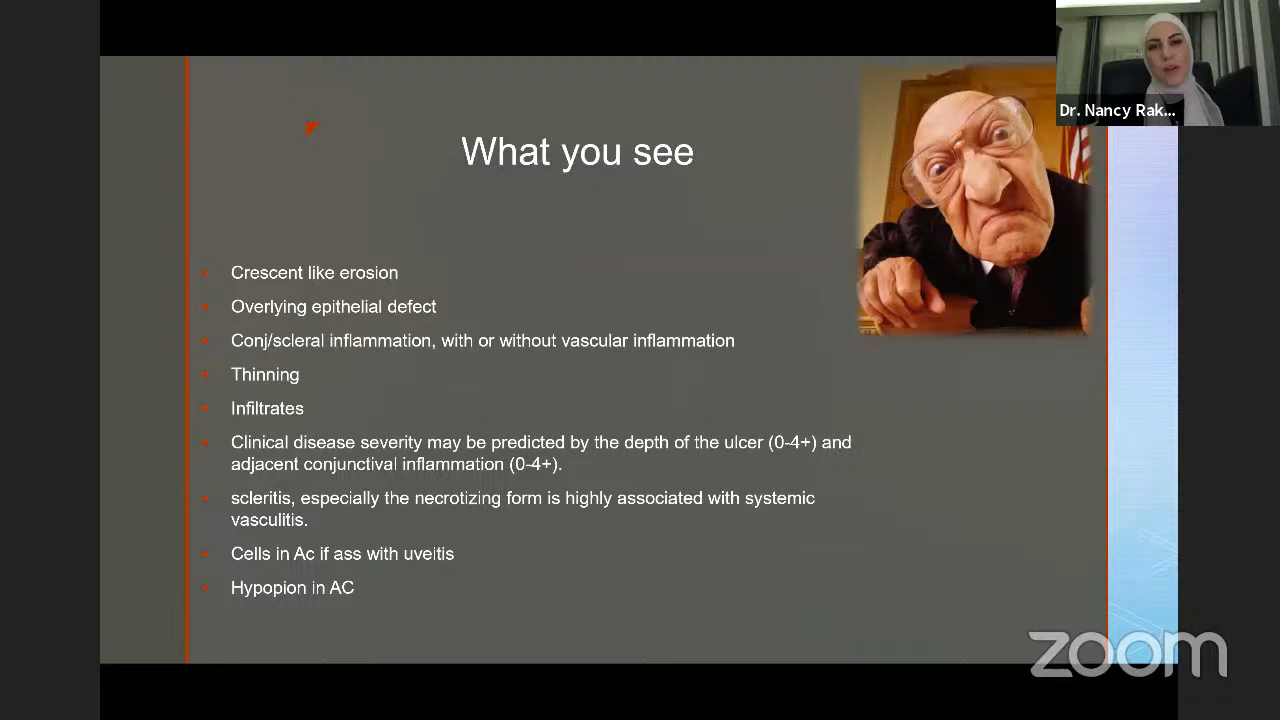 Dr. Nancy Rak...
What you see
Crescent like erosion
Overlying epithelial defect
Conj/scleral inflammation, with or without vascular inflammation
Thinning
Infiltrates
Clinical disease severity may be predicted by the depth of the ulcer (0-4+) and
adjacent conjunctival inflammation (0-4+).
scleritis, especially the necrotizing form is highly associated with systemic
vasculitis.
Cells in Ac if ass with uveitis
Hypopion in AC
zoom